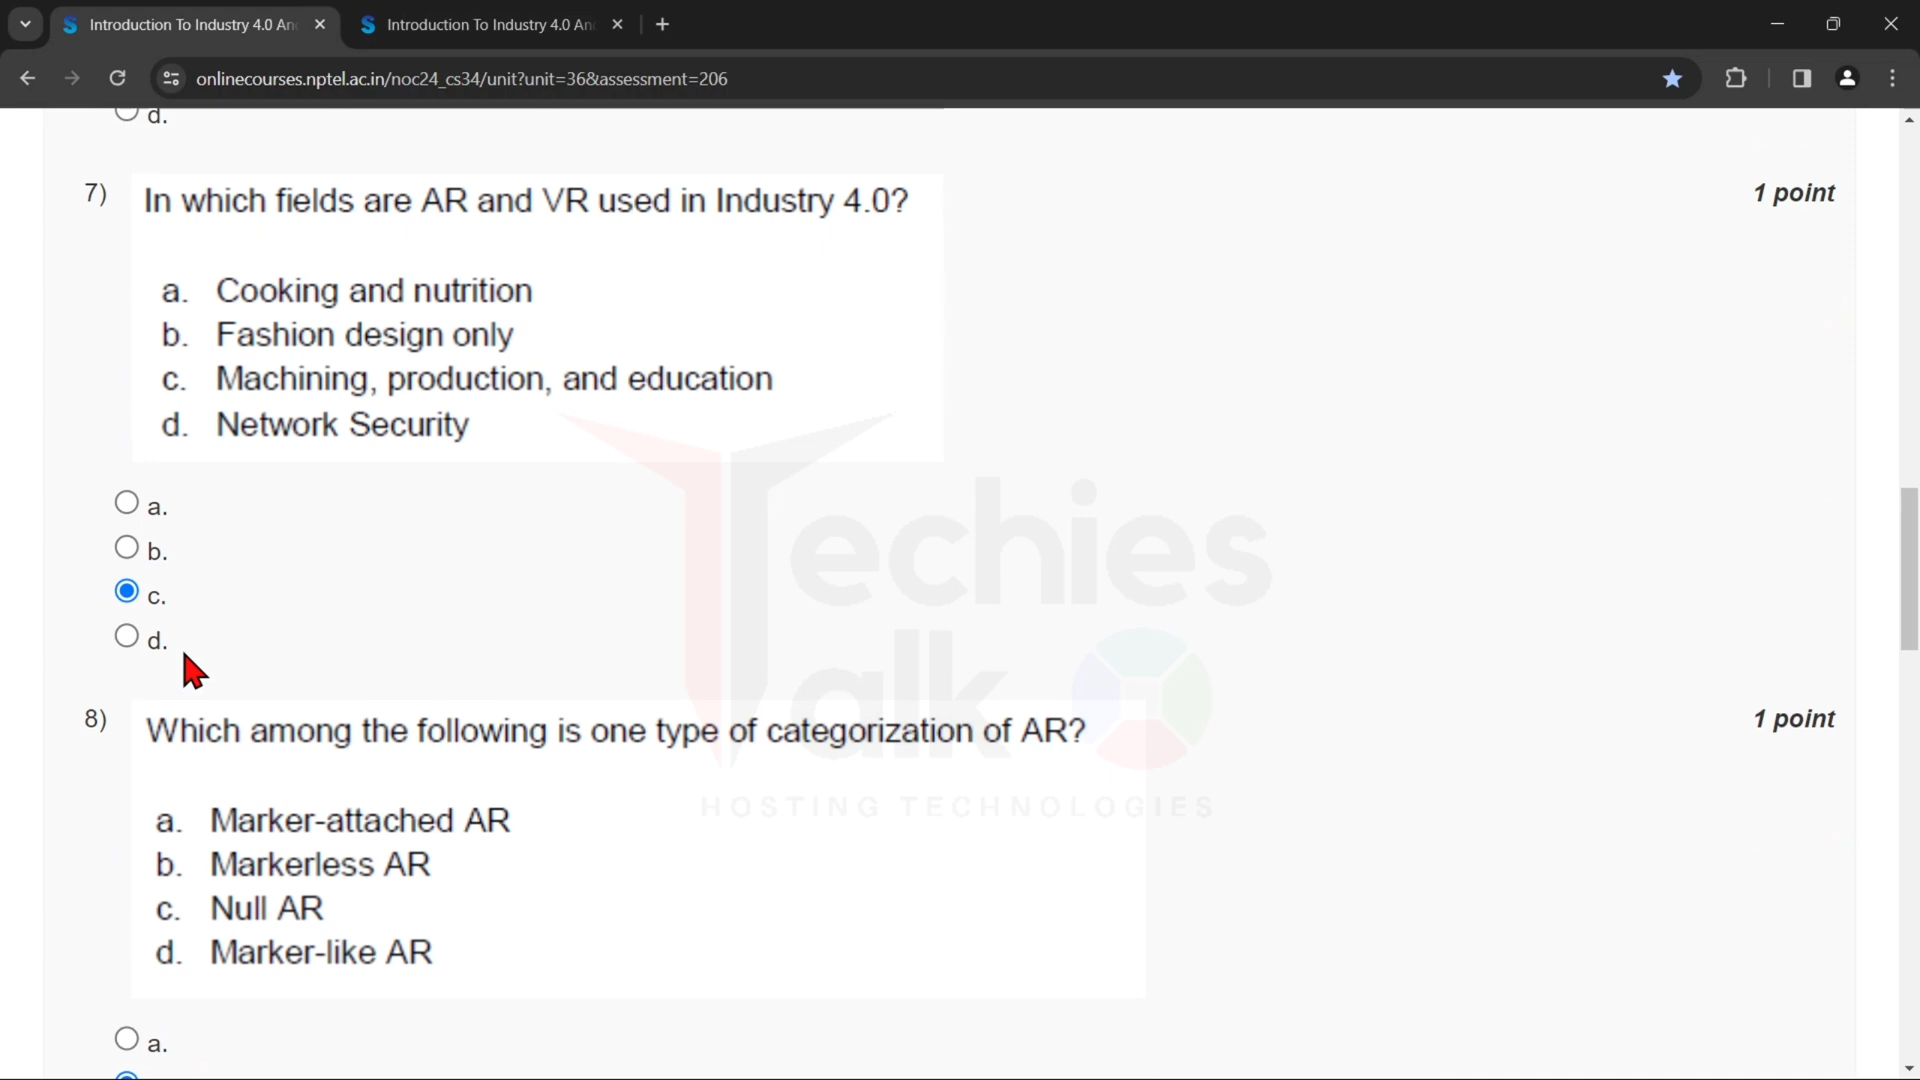 Introduction To Industry 4.0 An
Introduction To Industry 4.0 An
onlinecourses.nptel.ac.in/noc24_cs34/unit?unit=36&assessment=206
d.
7)
In which fields are AR and VR used in Industry 4.0?
1 point
a. Cooking and nutrition
b. Fashion design only
c. Machining, production, and education
d. Network Security
a.
b.
c.
d.
Techies
Talk
HOSTING TECHNOLOGIES
8)
Which among the following is one type of categorization of AR?
1 point
a. Marker-attached AR
b. Markerless AR
c. Null AR
d. Marker-like AR
a.